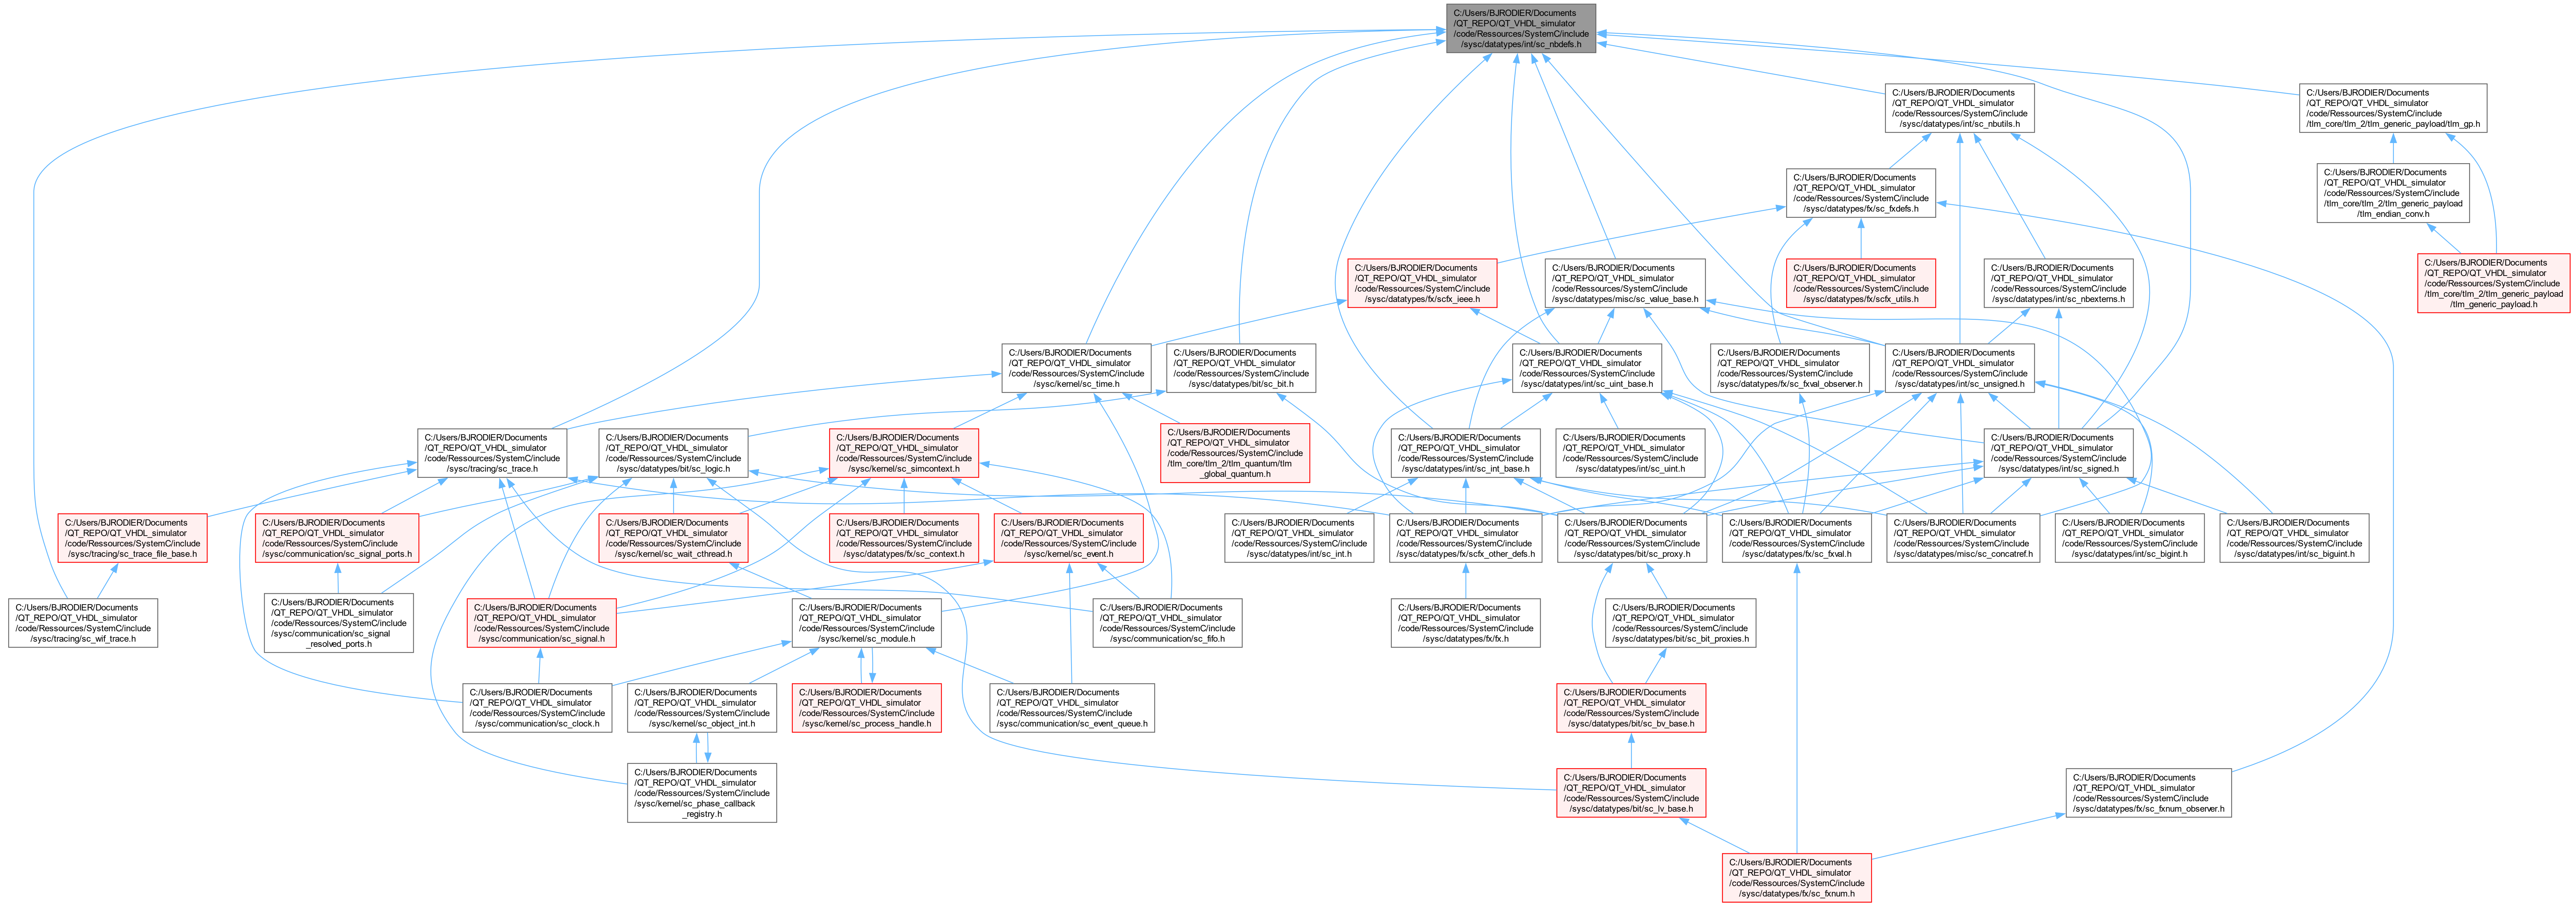 C:/Users/BJRODIER/Documents
/QT_REPO/QT_VHDL_simulator
/code/Ressources/SystemC/include
/sysc/datatypes/int/sc_nbdefs.h
C:/Users/BJRODIER/Documents
/QT_REPO/QT_VHDL_simulator
/code/Ressources/SystemC/include
/sysc/datatypes/int/sc_nbutils.h
C:/Users/BJRODIER/Documents
/QT_REPO/QT_VHDL_simulator
/code/Ressources/SystemC/include
/tlm_core/tlm_2/tlm_generic_payload/tlm_gp.h
C:/Users/BJRODIER/Documents
/QT_REPO/QT_VHDL_simulator
/code/Ressources/SystemC/include
/sysc/datatypes/fx/sc_fxdefs.h
C:/Users/BJRODIER/Documents
/QT_REPO/QT_VHDL_simulator
/code/Ressources/SystemC/include
/tlm_core/tlm_2/tlm_generic_payload
/tlm_endian_conv.h
C:/Users/BJRODIER/Documents
/QT_REPO/QT_VHDL_simulator
/code/Ressources/SystemC/include
/sysc/datatypes/fx/scfx_ieee.h
C:/Users/BJRODIER/Documents
/QT_REPO/QT_VHDL_simulator
/code/Ressources/SystemC/include
/sysc/datatypes/misc/sc_value_base.h
C:/Users/BJRODIER/Documents
/QT_REPO/QT_VHDL_simulator
/code/Ressources/SystemC/include
/sysc/datatypes/fx/scfx_utils.h
C:/Users/BJRODIER/Documents
/QT_REPO/QT_VHDL_simulator
/code/Ressources/SystemC/include
/sysc/datatypes/int/sc_nbexterns.h
C:/Users/BJRODIER/Documents
/QT_REPO/QT_VHDL_simulator
/code/Ressources/SystemC/include
/tlm_core/tlm_2/tlm_generic_payload
/tlm_generic_payload.h
C:/Users/BJRODIER/Documents
/QT_REPO/QT_VHDL_simulator
/code/Ressources/SystemC/include
/sysc/kernel/sc_time.h
C:/Users/BJRODIER/Documents
/QT_REPO/QT_VHDL_simulator
/code/Ressources/SystemC/include
/sysc/datatypes/bit/sc_bit.h
C:/Users/BJRODIER/Documents
/QT_REPO/QT_VHDL_simulator
/code/Ressources/SystemC/include
/sysc/datatypes/int/sc_uint_base.h
C:/Users/BJRODIER/Documents
/QT_REPO/QT_VHDL_simulator
/code/Ressources/SystemC/include
/sysc/datatypes/fx/sc_fxval_observer.h
C:/Users/BJRODIER/Documents
/QT_REPO/QT_VHDL_simulator
/code/Ressources/SystemC/include
/sysc/datatypes/int/sc_unsigned.h
C:/Users/BJRODIER/Documents
/QT_REPO/QT_VHDL_simulator
/code/Ressources/SystemC/include
/sysc/tracing/sc_trace.h
C:/Users/BJRODIER/Documents
/QT_REPO/QT_VHDL_simulator
/code/Ressources/SystemC/include
/sysc/datatypes/bit/sc_logic.h
C:/Users/BJRODIER/Documents
/QT_REPO/QT_VHDL_simulator
/code/Ressources/SystemC/include
/sysc/kernel/sc_simcontext.h
C:/Users/BJRODIER/Documents
/QT_REPO/QT_VHDL_simulator
/code/Ressources/SystemC/include
/tlm_core/tlm_2/tlm_quantum/tlm
_global_quantum.h
C:/Users/BJRODIER/Documents
/QT_REPO/QT_VHDL_simulator
/code/Ressources/SystemC/include
/sysc/datatypes/int/sc_int_base.h
C:/Users/BJRODIER/Documents
/QT_REPO/QT_VHDL_simulator
/code/Ressources/SystemC/include
/sysc/datatypes/int/sc_uint.h
C:/Users/BJRODIER/Documents
/QT_REPO/QT_VHDL_simulator
/code/Ressources/SystemC/include
/sysc/datatypes/int/sc_signed.h
C:/Users/BJRODIER/Documents
/QT_REPO/QT_VHDL_simulator
/code/Ressources/SystemC/include
/sysc/tracing/sc_trace_file_base.h
C:/Users/BJRODIER/Documents
/QT_REPO/QT_VHDL_simulator
/code/Ressources/SystemC/include
/sysc/communication/sc_signal_ports.h
C:/Users/BJRODIER/Documents
/QT_REPO/QT_VHDL_simulator
/code/Ressources/SystemC/include
/sysc/kernel/sc_wait_cthread.h
C:/Users/BJRODIER/Documents
/QT_REPO/QT_VHDL_simulator
/code/Ressources/SystemC/include
/sysc/datatypes/fx/sc_context.h
C:/Users/BJRODIER/Documents
/QT_REPO/QT_VHDL_simulator
/code/Ressources/SystemC/include
/sysc/kernel/sc_event.h
C:/Users/BJRODIER/Documents
/QT_REPO/QT_VHDL_simulator
/code/Ressources/SystemC/include
/sysc/datatypes/int/sc_int.h
C:/Users/BJRODIER/Documents
/QT_REPO/QT_VHDL_simulator
/code/Ressources/SystemC/include
/sysc/datatypes/fx/scfx_other_defs.h
C:/Users/BJRODIER/Documents
/QT_REPO/QT_VHDL_simulator
/code/Ressources/SystemC/include
/sysc/datatypes/bit/sc_proxy.h
C:/Users/BJRODIER/Documents
/QT_REPO/QT_VHDL_simulator
/code/Ressources/SystemC/include
/sysc/datatypes/fx/sc_fxval.h
C:/Users/BJRODIER/Documents
/QT_REPO/QT_VHDL_simulator
/code/Ressources/SystemC/include
/sysc/datatypes/misc/sc_concatref.h
C:/Users/BJRODIER/Documents
/QT_REPO/QT_VHDL_simulator
/code/Ressources/SystemC/include
/sysc/datatypes/int/sc_bigint.h
C:/Users/BJRODIER/Documents
/QT_REPO/QT_VHDL_simulator
/code/Ressources/SystemC/include
/sysc/datatypes/int/sc_biguint.h
C:/Users/BJRODIER/Documents
/QT_REPO/QT_VHDL_simulator
/code/Ressources/SystemC/include
/sysc/tracing/sc_wif_trace.h
C:/Users/BJRODIER/Documents
/QT_REPO/QT_VHDL_simulator
/code/Ressources/SystemC/include
/sysc/communication/sc_signal
_resolved_ports.h
C:/Users/BJRODIER/Documents
/QT_REPO/QT_VHDL_simulator
/code/Ressources/SystemC/include
/sysc/communication/sc_signal.h
C:/Users/BJRODIER/Documents
/QT_REPO/QT_VHDL_simulator
/code/Ressources/SystemC/include
/sysc/kernel/sc_module.h
C:/Users/BJRODIER/Documents
/QT_REPO/QT_VHDL_simulator
/code/Ressources/SystemC/include
/sysc/communication/sc_fifo.h
C:/Users/BJRODIER/Documents
/QT_REPO/QT_VHDL_simulator
/code/Ressources/SystemC/include
/sysc/datatypes/fx/fx.h
C:/Users/BJRODIER/Documents
/QT_REPO/QT_VHDL_simulator
/code/Ressources/SystemC/include
/sysc/datatypes/bit/sc_bit_proxies.h
C:/Users/BJRODIER/Documents
/QT_REPO/QT_VHDL_simulator
/code/Ressources/SystemC/include
/sysc/communication/sc_clock.h
C:/Users/BJRODIER/Documents
/QT_REPO/QT_VHDL_simulator
/code/Ressources/SystemC/include
/sysc/kernel/sc_object_int.h
C:/Users/BJRODIER/Documents
/QT_REPO/QT_VHDL_simulator
/code/Ressources/SystemC/include
/sysc/kernel/sc_process_handle.h
C:/Users/BJRODIER/Documents
/QT_REPO/QT_VHDL_simulator
/code/Ressources/SystemC/include
/sysc/communication/sc_event_queue.h
C:/Users/BJRODIER/Documents
/QT_REPO/QT_VHDL_simulator
/code/Ressources/SystemC/include
/sysc/datatypes/bit/sc_bv_base.h
C:/Users/BJRODIER/Documents
/QT_REPO/QT_VHDL_simulator
/code/Ressources/SystemC/include
/sysc/kernel/sc_phase_callback
_registry.h
C:/Users/BJRODIER/Documents
/QT_REPO/QT_VHDL_simulator
/code/Ressources/SystemC/include
/sysc/datatypes/bit/sc_lv_base.h
C:/Users/BJRODIER/Documents
/QT_REPO/QT_VHDL_simulator
/code/Ressources/SystemC/include
/sysc/datatypes/fx/sc_fxnum_observer.h
C:/Users/BJRODIER/Documents
/QT_REPO/QT_VHDL_simulator
/code/Ressources/SystemC/include
/sysc/datatypes/fx/sc_fxnum.h